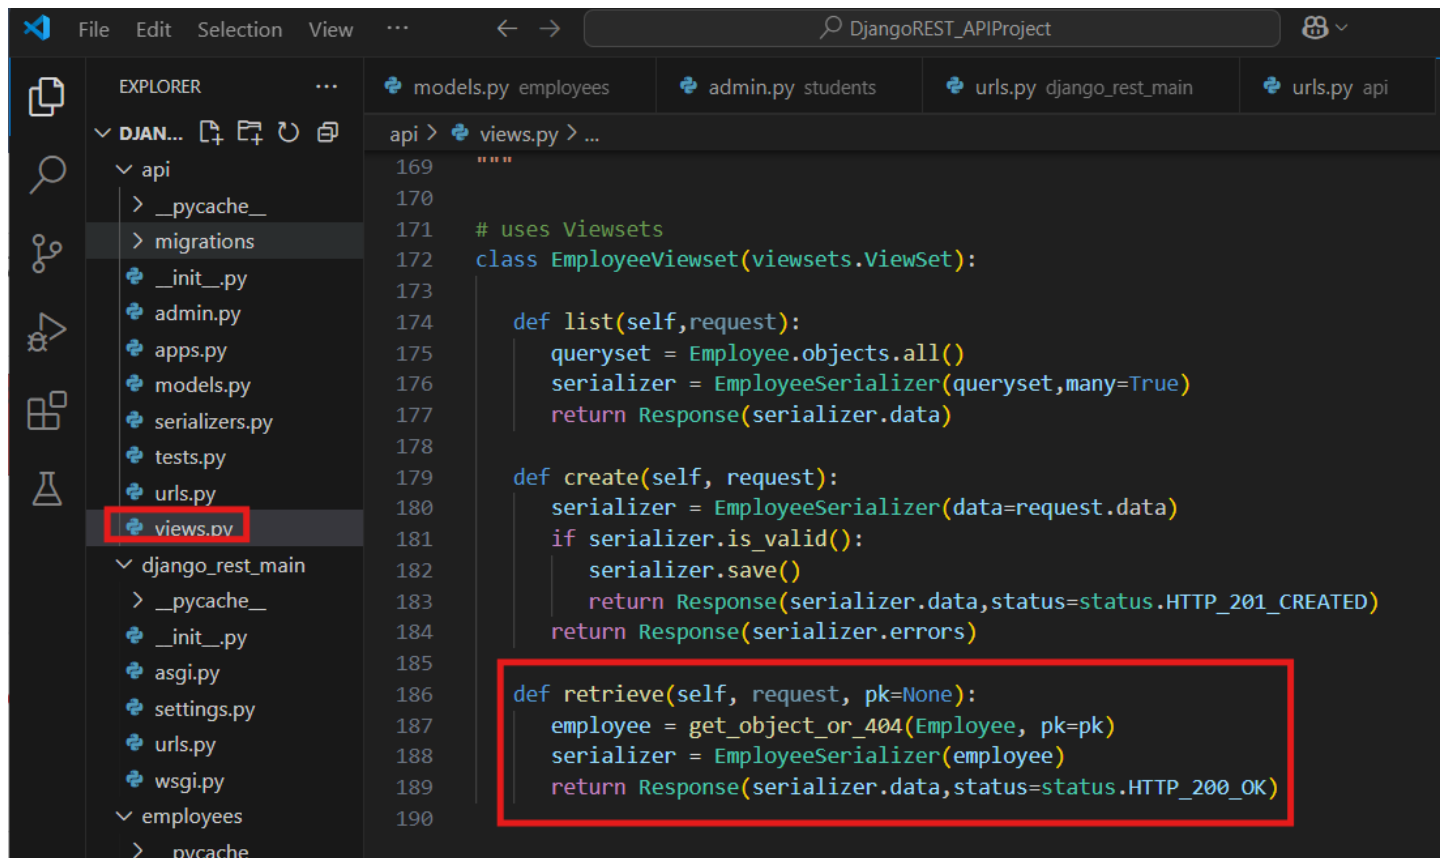 File Edit Selection View ...
DjangoREST_APIProject
EXPLORER ...
DJAN...
api
__pycache__
migrations
__init__.py
admin.py
apps.py
models.py
serializers.py
tests.py
urls.py
views.py
django_rest_main
__pycache__
__init__.py
asgi.py
settings.py
urls.py
wsgi.py
employees
__pycache__
models.py employees
admin.py students
urls.py django_rest_main
urls.py api
api > views.py > ...
169 """
170
171 # uses Viewsets
172 class EmployeeViewset(viewsets.ViewSet):
173
174 def list(self,request):
175 queryset = Employee.objects.all()
176 serializer = EmployeeSerializer(queryset,many=True)
177 return Response(serializer.data)
178
179 def create(self, request):
180 serializer = EmployeeSerializer(data=request.data)
181 if serializer.is_valid():
182 serializer.save()
183 return Response(serializer.data,status=status.HTTP_201_CREATED)
184 return Response(serializer.errors)
185
186 def retrieve(self, request, pk=None):
187 employee = get_object_or_404(Employee, pk=pk)
188 serializer = EmployeeSerializer(employee)
189 return Response(serializer.data,status=status.HTTP_200_OK)
190